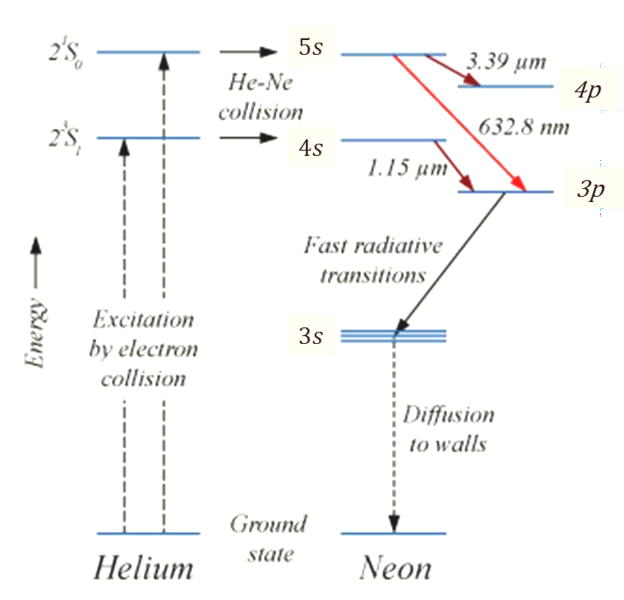 2¹S₀
5s
3.39 µm
4p
He-Ne
collision
632.8 nm
2³S₁
4s
1.15 µm
3p
Fast radiative
transitions
Energy
Excitation
by electron
collision
3s
Diffusion
to walls
Ground
state
Helium
Neon